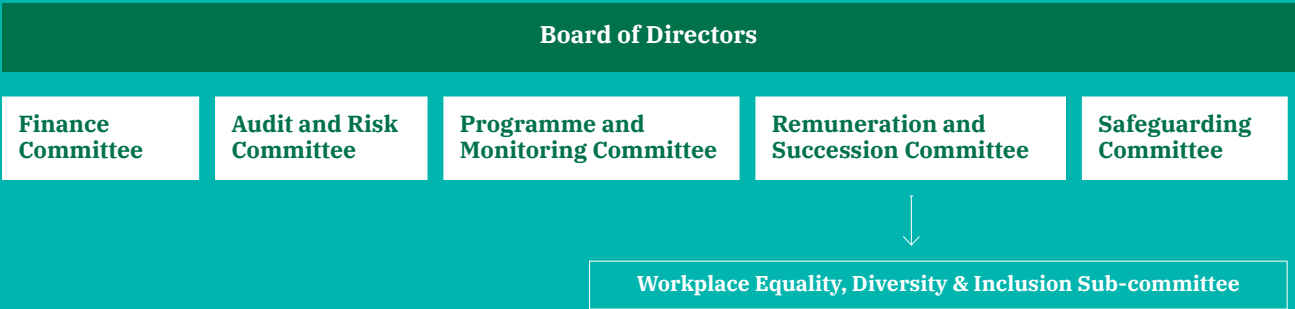 Board of Directors
Finance
Committee
Audit and Risk
Committee
Programme and
Monitoring Committee
Remuneration and
Succession Committee
Safeguarding
Committee
Workplace Equality, Diversity & Inclusion Sub-committee